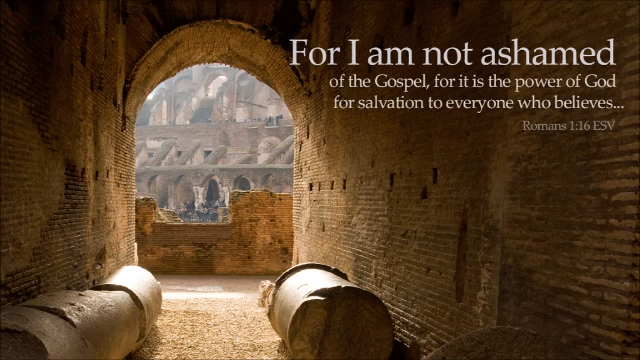 For I am not ashamed
of the Gospel, for it is the power of God
for salvation to everyone who believes...
Romans 1:16 ESV